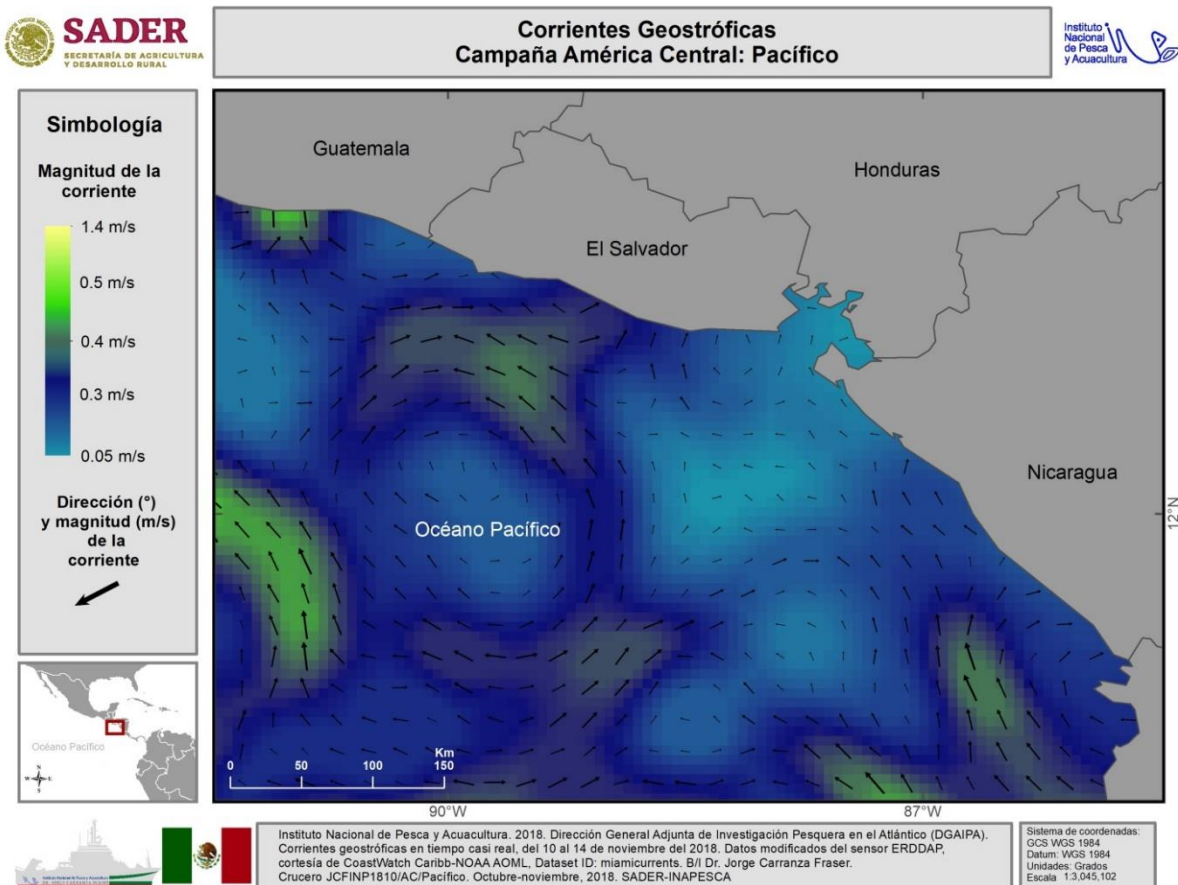 SADER
SECRETARÍA DE AGRICULTURA
Y DESARROLLO RURAL
Corrientes Geostróficas
Campaña América Central: Pacífico
Instituto
Nacional
de Pesca
y Acuacultura
Simbología
Magnitud de la
corriente
1.4 m/s
0.5 m/s
0.4 m/s
0.3 m/s
0.05 m/s
Dirección (°)
y magnitud (m/s)
de la
corriente
Guatemala
Honduras
El Salvador
Nicaragua
Océano Pacífico
12°N
Km
0 50 100 150
90°W
87°W
Océano Pacífico
N
W E
S
Instituto Nacional de Pesca y Acuacultura. 2018. Dirección General Adjunta de Investigación Pesquera en el Atlántico (DGAIPA).
Corrientes geostróficas en tiempo casi real, del 10 al 14 de noviembre del 2018. Datos modificados del sensor ERDDAP,
cortesía de CoastWatch Caribb-NOAA AOML, Dataset ID: miamicurrents. B/I Dr. Jorge Carranza Fraser.
Crucero JCFINP1810/AC/Pacífico. Octubre-noviembre, 2018. SADER-INAPESCA
Sistema de coordenadas:
GCS WGS 1984
Datum: WGS 1984
Unidades: Grados
Escala 1:3,045,102